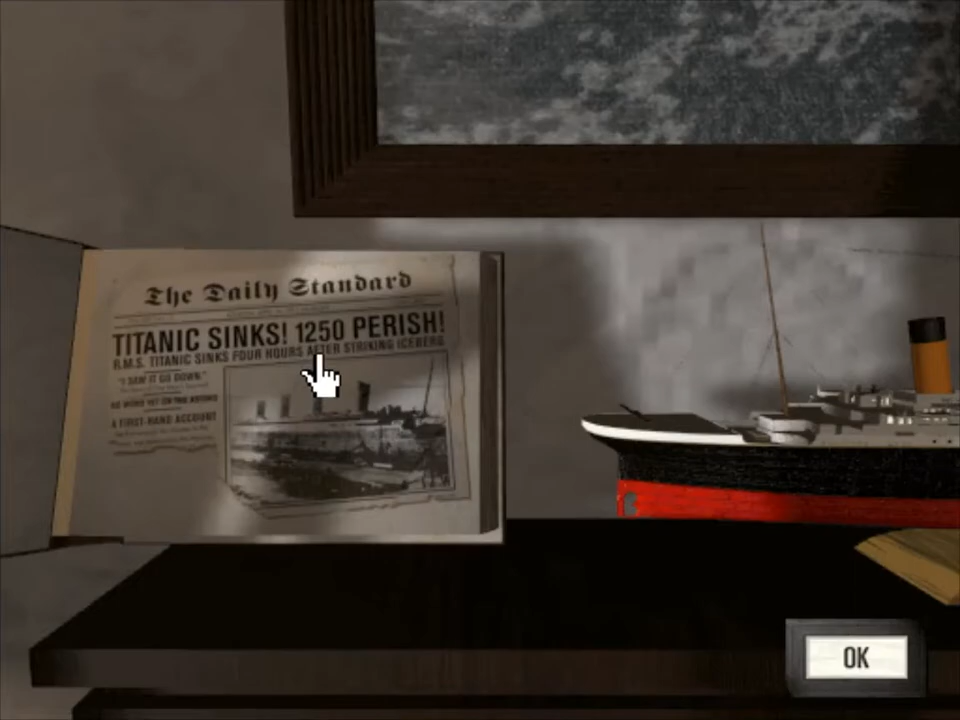 The Daily Standard
TITANIC SINKS! 1250 PERISH!
R.M.S. TITANIC SINKS FOUR HOURS AFTER STRIKING ICEBERG
"I SAW IT GO DOWN."
A FIRST-HAND ACCOUNT
OK